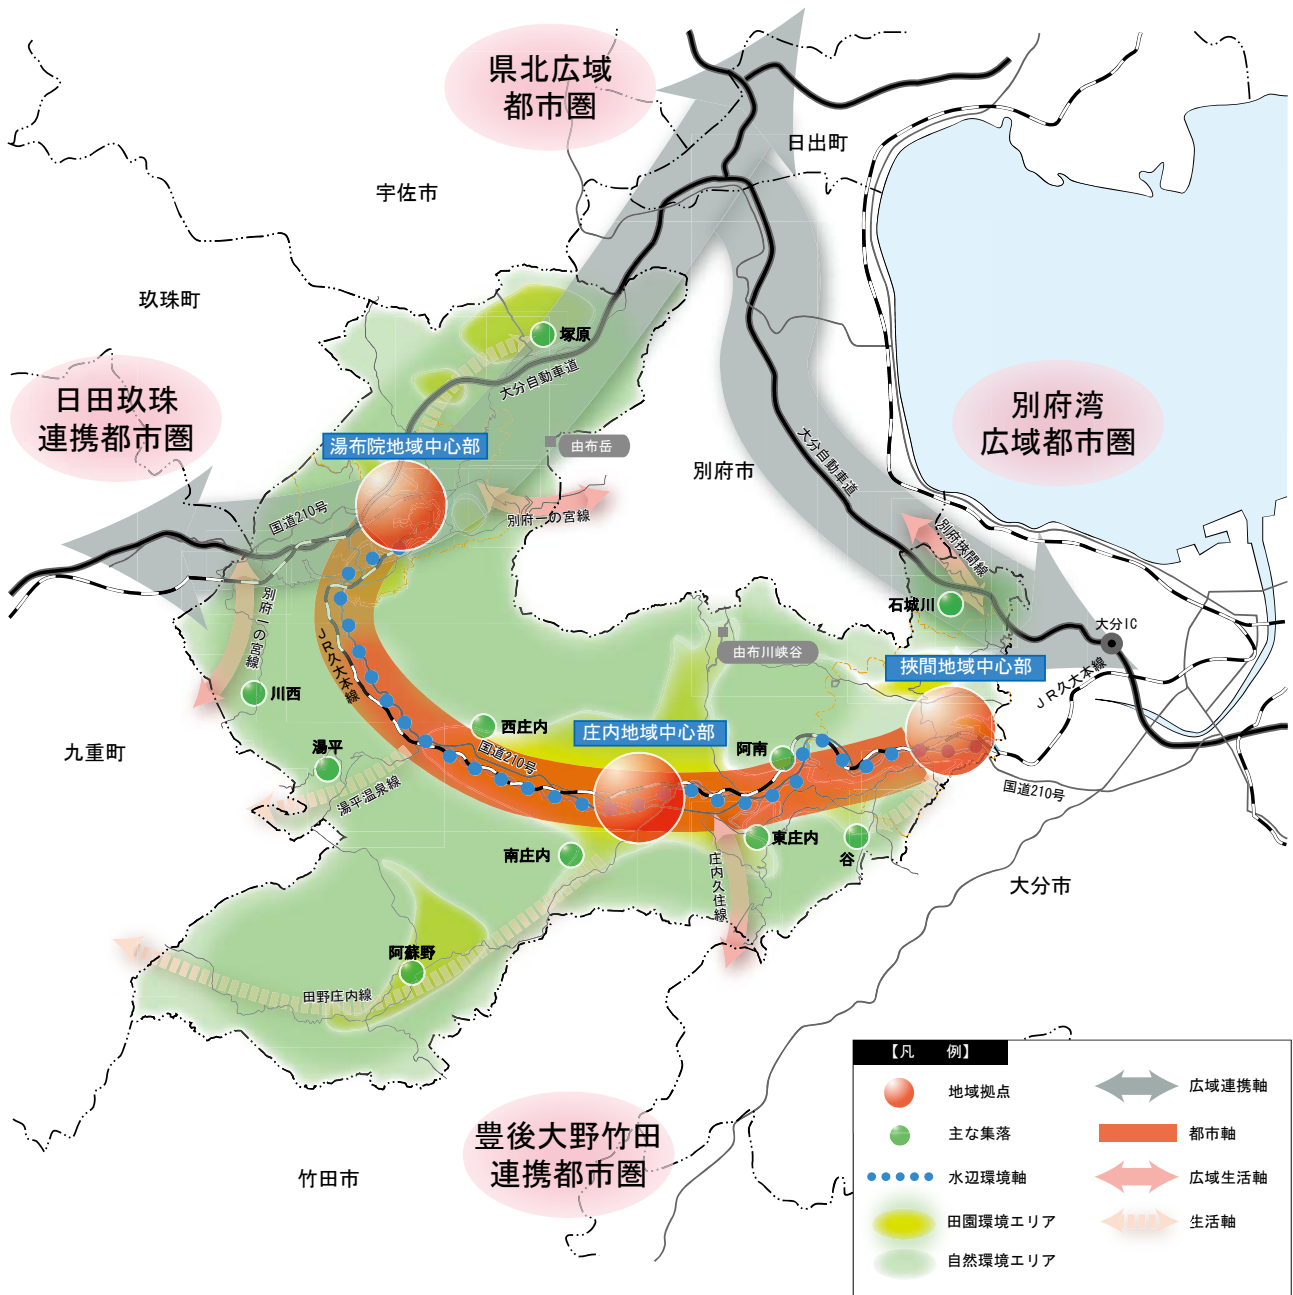 県北広域
都市圏
日出町
宇佐市
玖珠町
塚原
大分自動車道
日田玖珠
連携都市圏
別府湾
広域都市圏
湯布院地域中心部
由布岳
別府市
大分自動車道
国道210号
別府一の宮線
別府挾間線
石城川
大分IC
別府一の宮線
JR久大本線
由布川峡谷
挾間地域中心部
JR久大本線
川西
西庄内
庄内地域中心部
国道210号
阿南
湯平
九重町
湯平温泉線
国道210号
東庄内
谷
南庄内
庄内久住線
大分市
阿蘇野
田野庄内線
豊後大野竹田
連携都市圏
竹田市
【凡　例】
地域拠点
広域連携軸
主な集落
都市軸
水辺環境軸
広域生活軸
田園環境エリア
生活軸
自然環境エリア